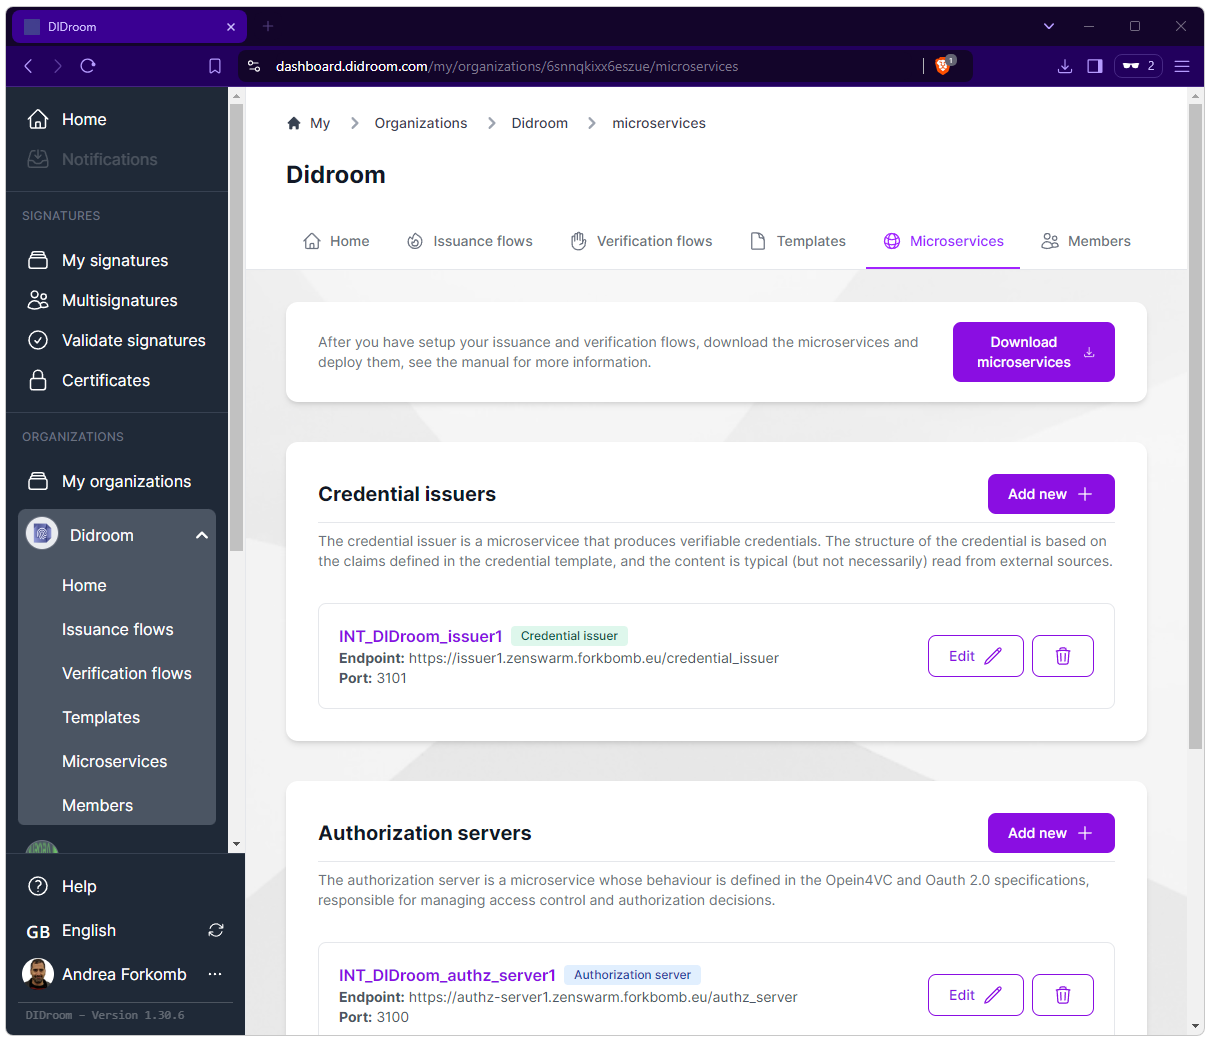 DIDroom
dashboard.didroom.com/my/organizations/6snnqkixx6eszue/microservices
1
2
Home
Notifications
SIGNATURES
My signatures
Multisignatures
Validate signatures
Certificates
ORGANIZATIONS
My organizations
Didroom
Home
Issuance flows
Verification flows
Templates
Microservices
Members
Help
GB English
Andrea Forkomb
DIDroom - Version 1.30.6
My Organizations Didroom microservices
Didroom
Home Issuance flows Verification flows Templates Microservices Members
After you have setup your issuance and verification flows, download the microservices and
deploy them, see the manual for more information.
Download
microservices
Credential issuers
Add new
The credential issuer is a microservicee that produces verifiable credentials. The structure of the credential is based on
the claims defined in the credential template, and the content is typical (but not necessarily) read from external sources.
INT_DIDroom_issuer1 Credential issuer
Endpoint: https://issuer1.zenswarm.forkbomb.eu/credential_issuer
Port: 3101
Edit
Authorization servers
Add new
The authorization server is a microservice whose behaviour is defined in the Opein4VC and Oauth 2.0 specifications,
responsible for managing access control and authorization decisions.
INT_DIDroom_authz_server1 Authorization server
Endpoint: https://authz-server1.zenswarm.forkbomb.eu/authz_server
Port: 3100
Edit